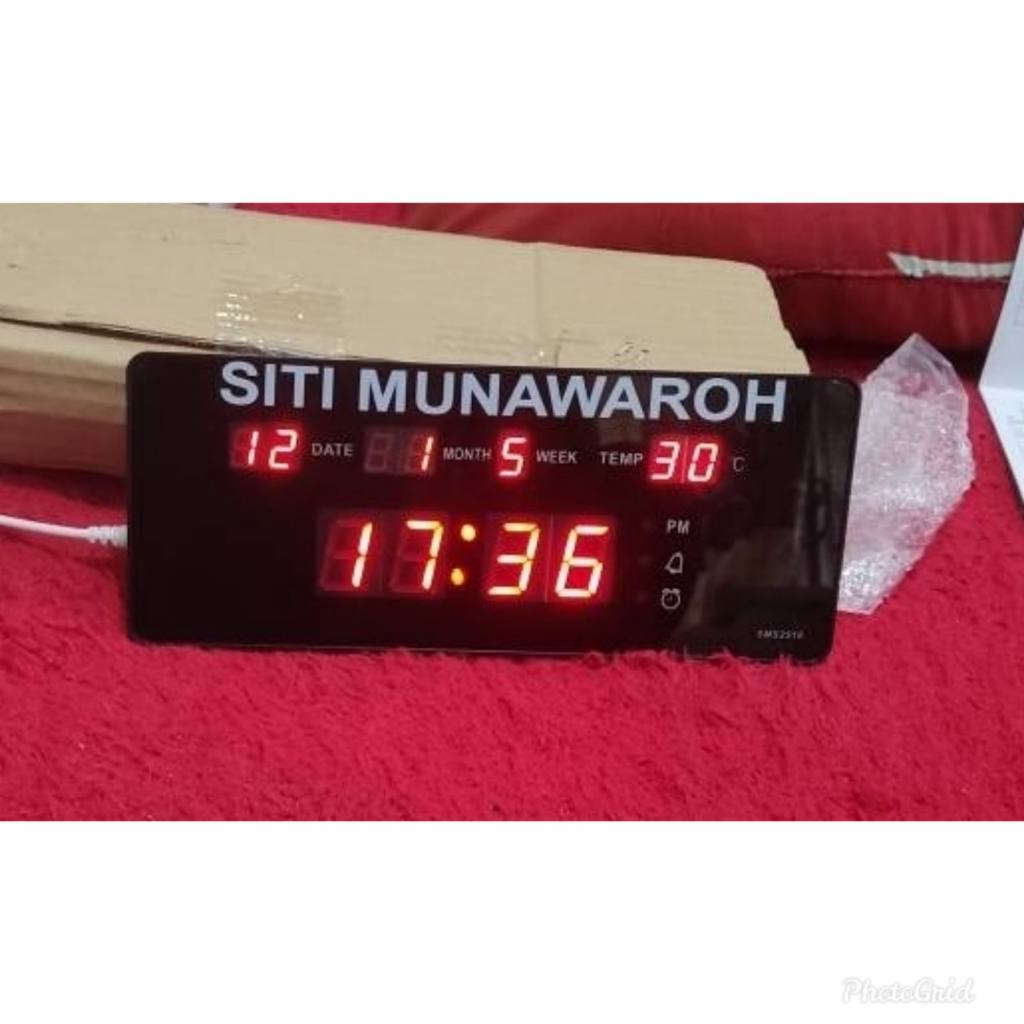 SITI MUNAWAROH
12 DATE 1 MONTH 5 WEEK TEMP 30 °C
17:36
PM
PhotoGrid